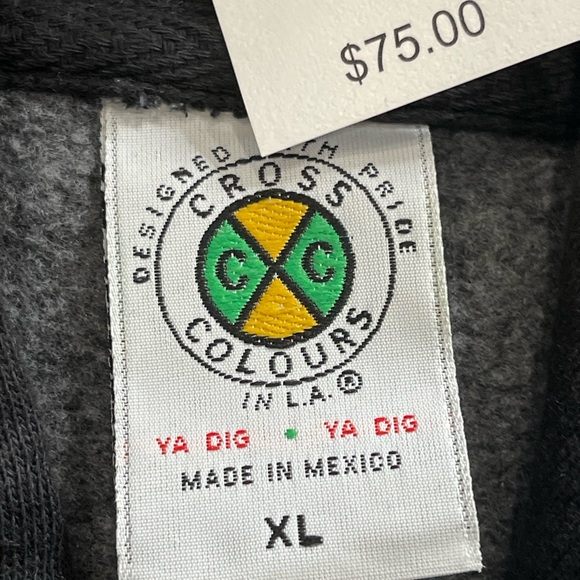 $75.00
DESIGNED WITH PRIDE
CROSS
C C
COLOURS
IN L.A.®
YA DIG • YA DIG
MADE IN MEXICO
XL